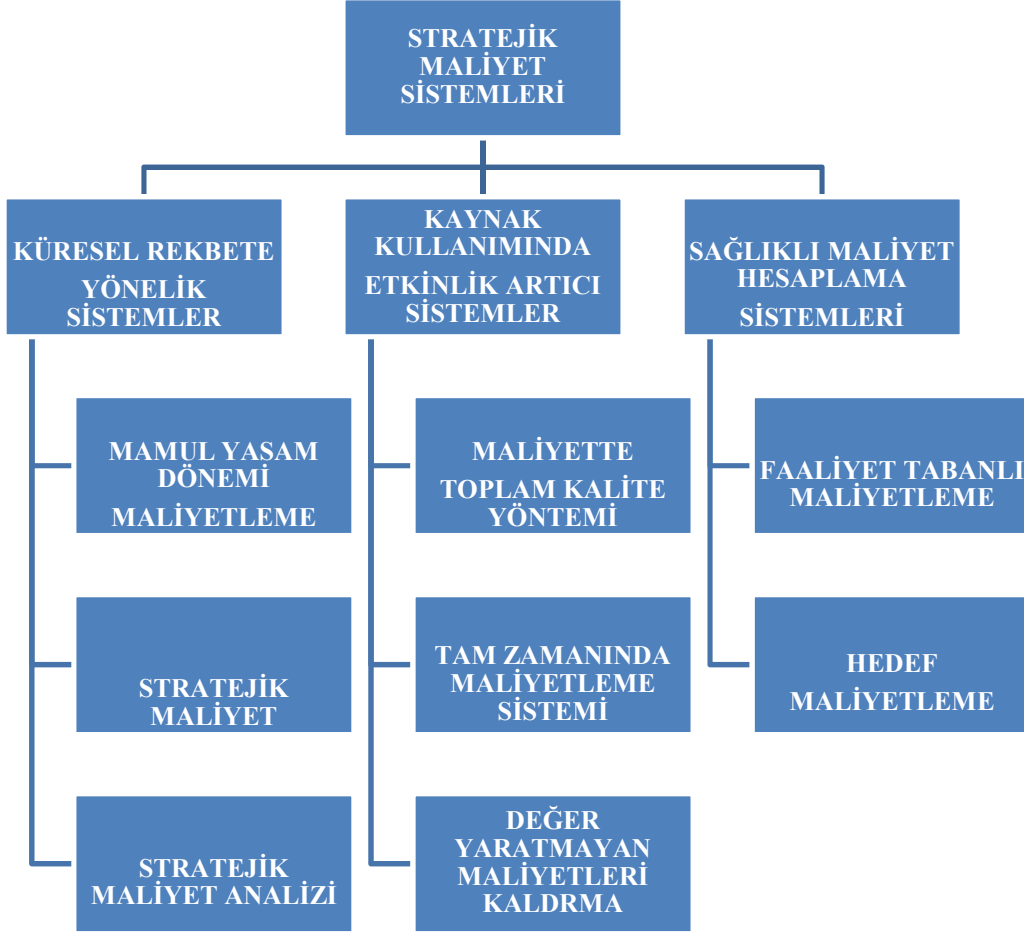 STRATEJİK
MALİYET
SİSTEMLERİ
KÜRESEL REKBETE
YÖNELİK
SİSTEMLER
KAYNAK
KULLANIMINDA
ETKİNLİK ARTICI
SİSTEMLER
SAĞLIKLI MALİYET
HESAPLAMA
SİSTEMLERİ
MAMUL YASAM
DÖNEMİ
MALİYETLEME
MALİYETTE
TOPLAM KALİTE
YÖNTEMİ
FAALİYET TABANLI
MALİYETLEME
STRATEJİK
MALİYET
TAM ZAMANINDA
MALİYETLEME
SİSTEMİ
HEDEF
MALİYETLEME
STRATEJİK
MALİYET ANALİZİ
DEĞER
YARATMAYAN
MALİYETLERİ
KALDRMA